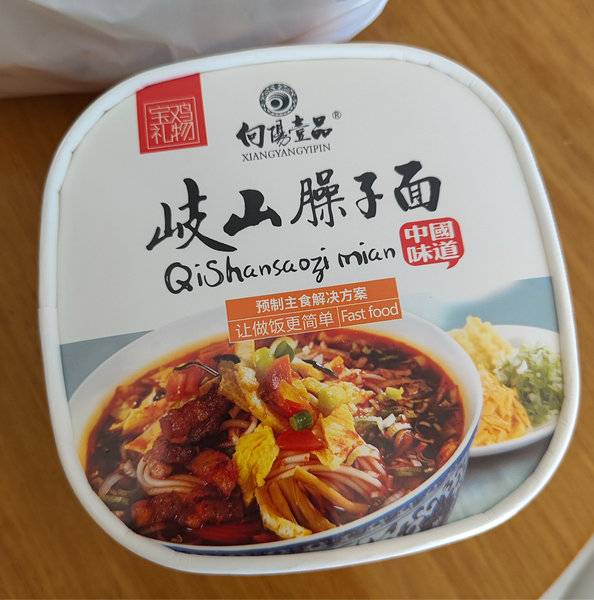 宝鸡
礼物
向陽壹品®
XIANGYANGYIPIN
岐山臊子面
QiShansaozi mian
中國
味道
预制主食解决方案
让做饭更简单 Fast food